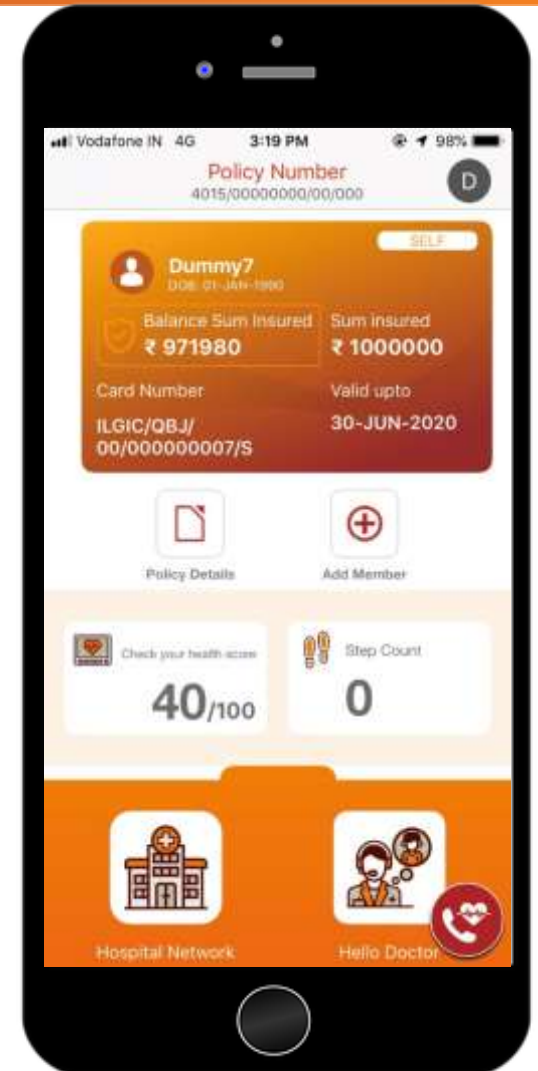 Vodafone IN 4G 3:19 PM 98%
Policy Number
4015/00000000/00/000
D
SELF
Dummy7
DOB: 01-JAN-1990
Balance Sum Insured
₹ 971980
Sum insured
₹ 1000000
Card Number
ILGIC/QBJ/
00/000000007/S
Valid upto
30-JUN-2020
Policy Details
Add Member
Check your health score
40/100
Step Count
0
Hospital Network
Hello Doctor